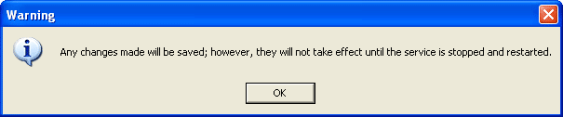 Warning
Any changes made will be saved; however, they will not take effect until the service is stopped and restarted.
OK